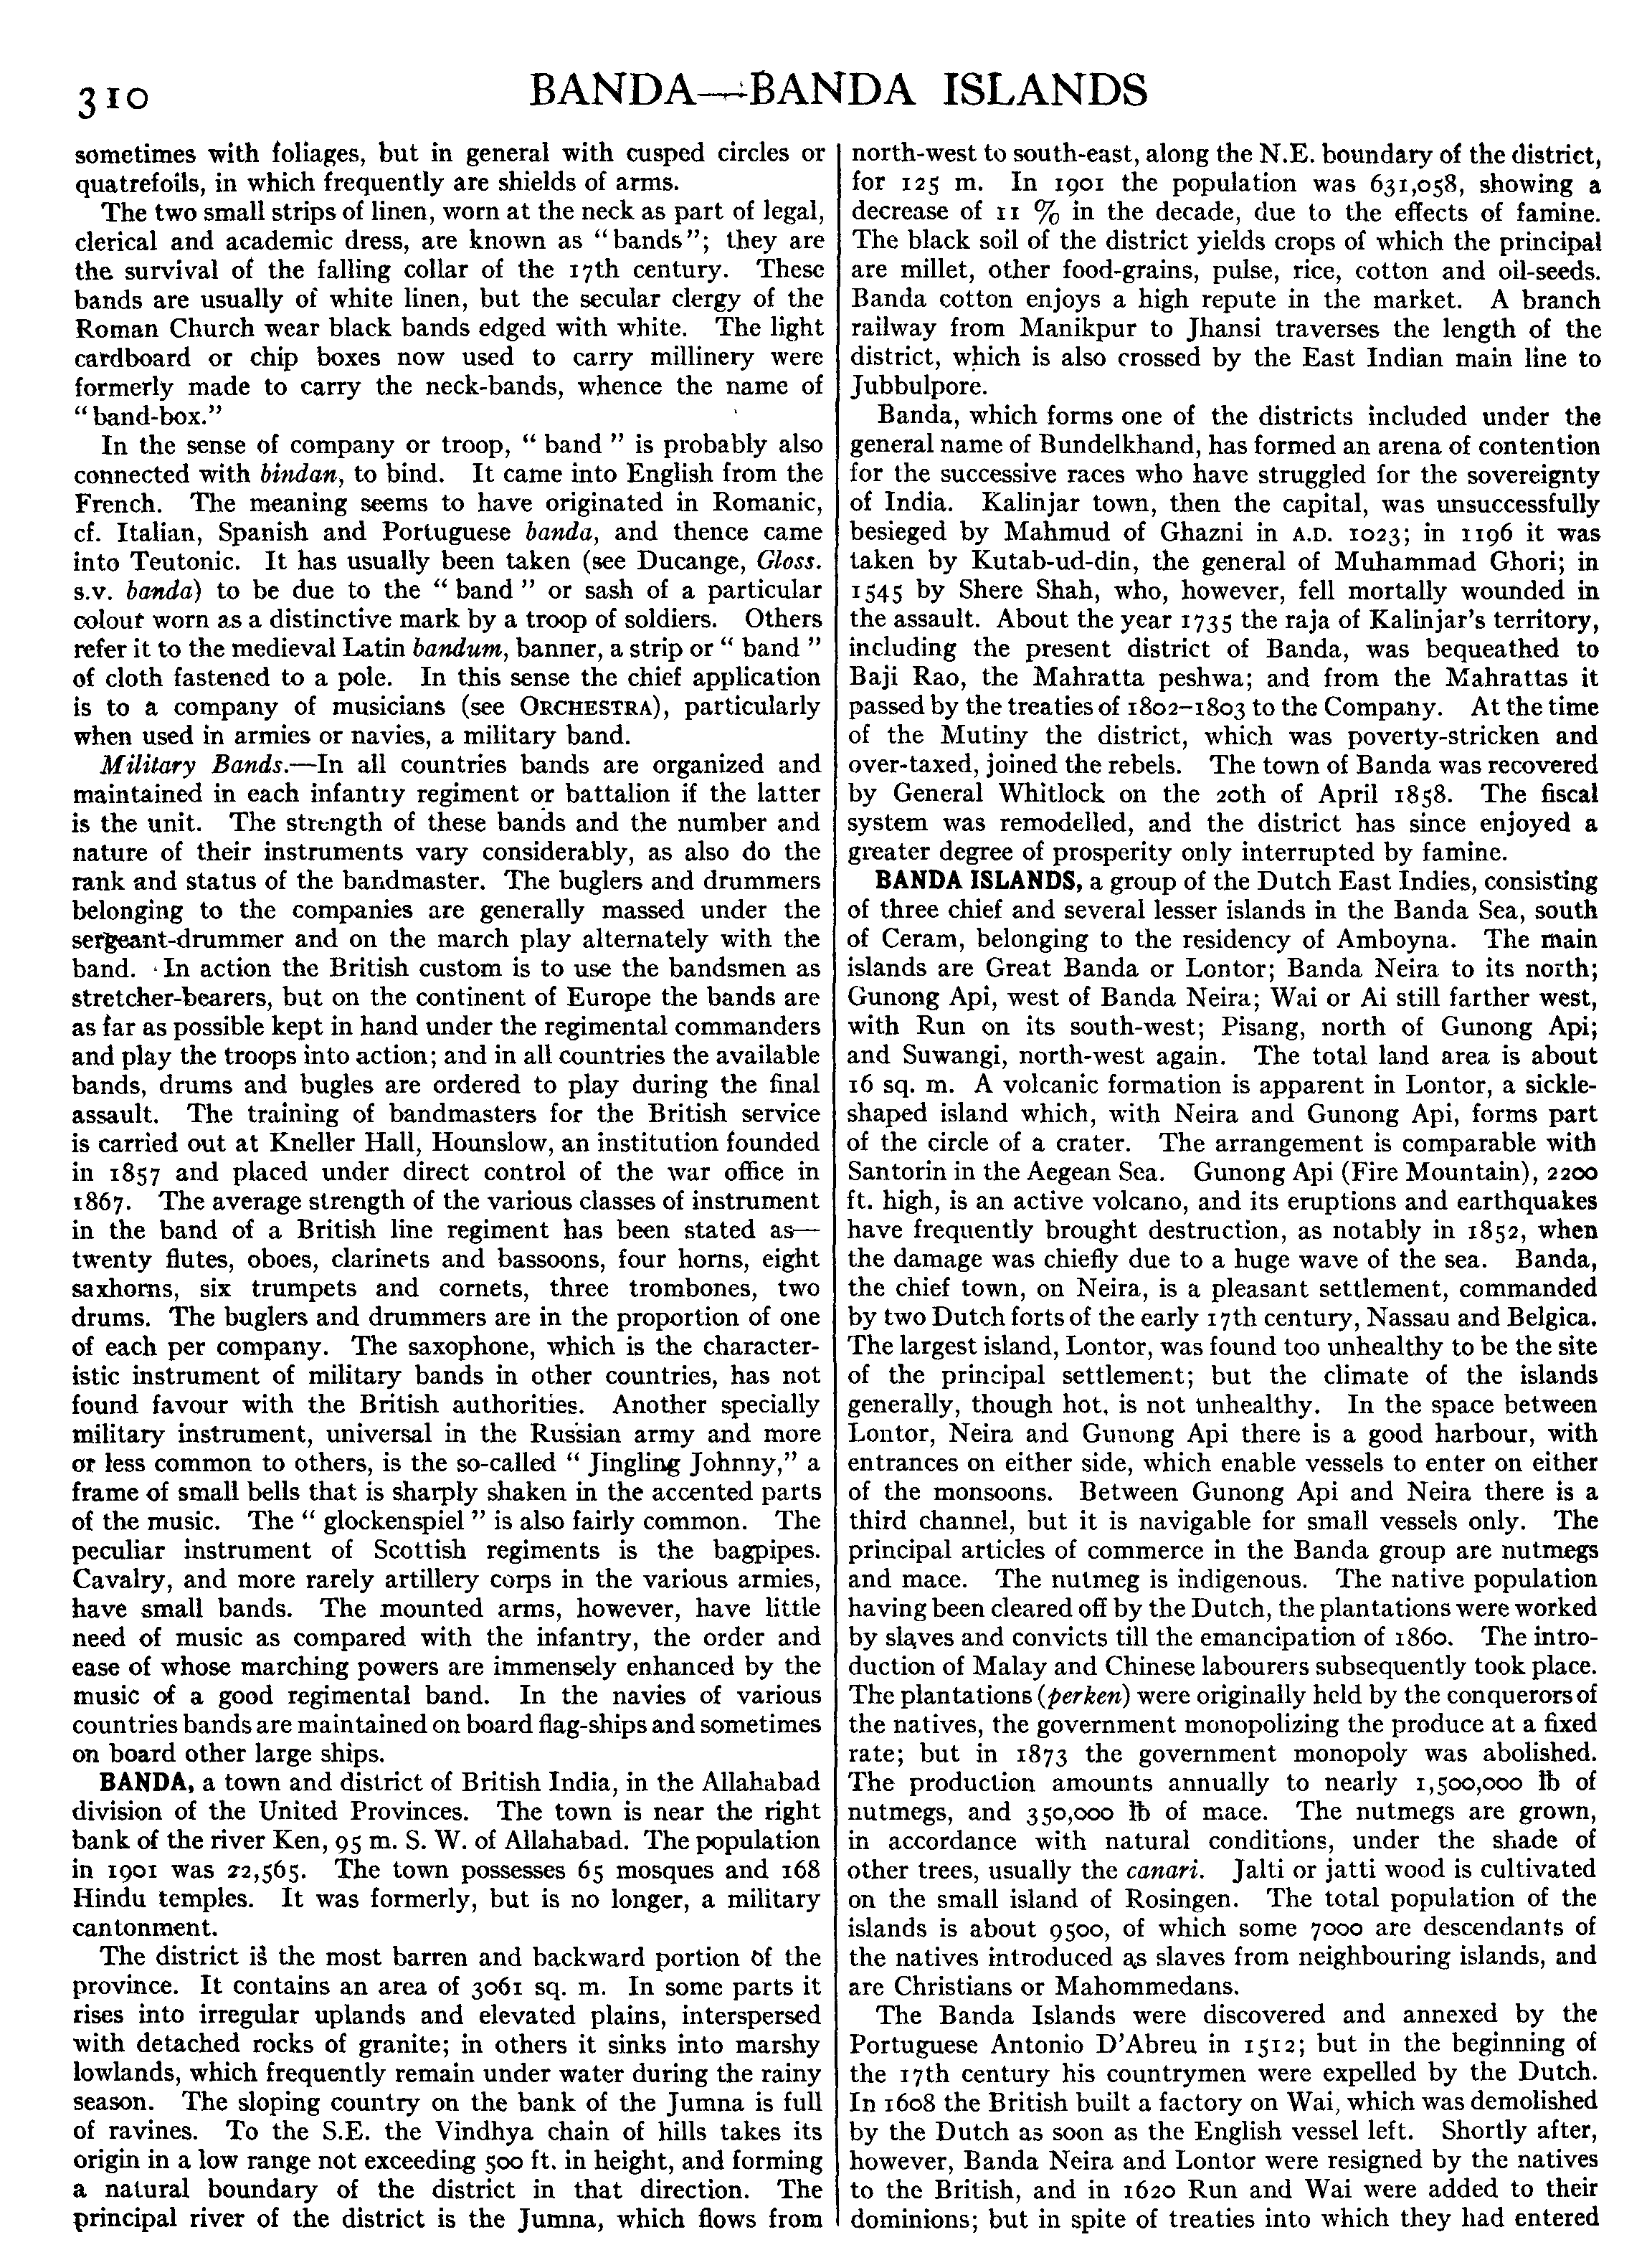 310
BANDA—BANDA ISLANDS
sometimes with foliages, but in general with cusped circles or
quatrefoils, in which frequently are shields of arms.
The two small strips of linen, worn at the neck as part of legal,
clerical and academic dress, are known as “bands”; they are
the survival of the falling collar of the 17th century. These
bands are usually of white linen, but the secular clergy of the
Roman Church wear black bands edged with white. The light
cardboard or chip boxes now used to carry millinery were
formerly made to carry the neck-bands, whence the name of
“band-box.”
In the sense of company or troop, “ band ” is probably also
connected with bindan, to bind. It came into English from the
French. The meaning seems to have originated in Romanic,
cf. Italian, Spanish and Portuguese banda, and thence came
into Teutonic. It has usually been taken (see Ducange, Gloss.
s.v. banda) to be due to the “ band ” or sash of a particular
colour worn as a distinctive mark by a troop of soldiers. Others
refer it to the medieval Latin bandum, banner, a strip or “ band ”
of cloth fastened to a pole. In this sense the chief application
is to a company of musicians (see ORCHESTRA), particularly
when used in armies or navies, a military band.
Military Bands.—In all countries bands are organized and
maintained in each infantry regiment or battalion if the latter
is the unit. The strength of these bands and the number and
nature of their instruments vary considerably, as also do the
rank and status of the bandmaster. The buglers and drummers
belonging to the companies are generally massed under the
sergeant-drummer and on the march play alternately with the
band. In action the British custom is to use the bandsmen as
stretcher-bearers, but on the continent of Europe the bands are
as far as possible kept in hand under the regimental commanders
and play the troops into action; and in all countries the available
bands, drums and bugles are ordered to play during the final
assault. The training of bandmasters for the British service
is carried out at Kneller Hall, Hounslow, an institution founded
in 1857 and placed under direct control of the war office in
1867. The average strength of the various classes of instrument
in the band of a British line regiment has been stated as—
twenty flutes, oboes, clarinets and bassoons, four horns, eight
saxhorns, six trumpets and cornets, three trombones, two
drums. The buglers and drummers are in the proportion of one
of each per company. The saxophone, which is the character-
istic instrument of military bands in other countries, has not
found favour with the British authorities. Another specially
military instrument, universal in the Russian army and more
or less common to others, is the so-called “ Jingling Johnny,” a
frame of small bells that is sharply shaken in the accented parts
of the music. The “ glockenspiel ” is also fairly common. The
peculiar instrument of Scottish regiments is the bagpipes.
Cavalry, and more rarely artillery corps in the various armies,
have small bands. The mounted arms, however, have little
need of music as compared with the infantry, the order and
ease of whose marching powers are immensely enhanced by the
music of a good regimental band. In the navies of various
countries bands are maintained on board flag-ships and sometimes
on board other large ships.
BANDA, a town and district of British India, in the Allahabad
division of the United Provinces. The town is near the right
bank of the river Ken, 95 m. S. W. of Allahabad. The population
in 1901 was 22,565. The town possesses 65 mosques and 168
Hindu temples. It was formerly, but is no longer, a military
cantonment.
The district is the most barren and backward portion of the
province. It contains an area of 3061 sq. m. In some parts it
rises into irregular uplands and elevated plains, interspersed
with detached rocks of granite; in others it sinks into marshy
lowlands, which frequently remain under water during the rainy
season. The sloping country on the bank of the Jumna is full
of ravines. To the S.E. the Vindhya chain of hills takes its
origin in a low range not exceeding 500 ft. in height, and forming
a natural boundary of the district in that direction. The
principal river of the district is the Jumna, which flows from
north-west to south-east, along the N.E. boundary of the district,
for 125 m. In 1901 the population was 631,058, showing a
decrease of 11 % in the decade, due to the effects of famine.
The black soil of the district yields crops of which the principal
are millet, other food-grains, pulse, rice, cotton and oil-seeds.
Banda cotton enjoys a high repute in the market. A branch
railway from Manikpur to Jhansi traverses the length of the
district, which is also crossed by the East Indian main line to
Jubbulpore.
Banda, which forms one of the districts included under the
general name of Bundelkhand, has formed an arena of contention
for the successive races who have struggled for the sovereignty
of India. Kalinjar town, then the capital, was unsuccessfully
besieged by Mahmud of Ghazni in A.D. 1023; in 1196 it was
taken by Kutab-ud-din, the general of Muhammad Ghori; in
1545 by Shere Shah, who, however, fell mortally wounded in
the assault. About the year 1735 the raja of Kalinjar's territory,
including the present district of Banda, was bequeathed to
Baji Rao, the Mahratta peshwa; and from the Mahrattas it
passed by the treaties of 1802-1803 to the Company. At the time
of the Mutiny the district, which was poverty-stricken and
over-taxed, joined the rebels. The town of Banda was recovered
by General Whitlock on the 20th of April 1858. The fiscal
system was remodelled, and the district has since enjoyed a
greater degree of prosperity only interrupted by famine.
BANDA ISLANDS, a group of the Dutch East Indies, consisting
of three chief and several lesser islands in the Banda Sea, south
of Ceram, belonging to the residency of Amboyna. The main
islands are Great Banda or Lontor; Banda Neira to its north;
Gunong Api, west of Banda Neira; Wai or Ai still farther west,
with Run on its south-west; Pisang, north of Gunong Api;
and Suwangi, north-west again. The total land area is about
16 sq. m. A volcanic formation is apparent in Lontor, a sickle-
shaped island which, with Neira and Gunong Api, forms part
of the circle of a crater. The arrangement is comparable with
Santorin in the Aegean Sea. Gunong Api (Fire Mountain), 2200
ft. high, is an active volcano, and its eruptions and earthquakes
have frequently brought destruction, as notably in 1852, when
the damage was chiefly due to a huge wave of the sea. Banda,
the chief town, on Neira, is a pleasant settlement, commanded
by two Dutch forts of the early 17th century, Nassau and Belgica.
The largest island, Lontor, was found too unhealthy to be the site
of the principal settlement; but the climate of the islands
generally, though hot, is not unhealthy. In the space between
Lontor, Neira and Gunong Api there is a good harbour, with
entrances on either side, which enable vessels to enter on either
of the monsoons. Between Gunong Api and Neira there is a
third channel, but it is navigable for small vessels only. The
principal articles of commerce in the Banda group are nutmegs
and mace. The nutmeg is indigenous. The native population
having been cleared off by the Dutch, the plantations were worked
by slaves and convicts till the emancipation of 1860. The intro-
duction of Malay and Chinese labourers subsequently took place.
The plantations (perken) were originally held by the conquerors of
the natives, the government monopolizing the produce at a fixed
rate; but in 1873 the government monopoly was abolished.
The production amounts annually to nearly 1,500,000 ℔ of
nutmegs, and 350,000 ℔ of mace. The nutmegs are grown,
in accordance with natural conditions, under the shade of
other trees, usually the canari. Jalti or jatti wood is cultivated
on the small island of Rosingen. The total population of the
islands is about 9500, of which some 7000 are descendants of
the natives introduced as slaves from neighbouring islands, and
are Christians or Mahommedans.
The Banda Islands were discovered and annexed by the
Portuguese Antonio D'Abreu in 1512; but in the beginning of
the 17th century his countrymen were expelled by the Dutch.
In 1608 the British built a factory on Wai, which was demolished
by the Dutch as soon as the English vessel left. Shortly after,
however, Banda Neira and Lontor were resigned by the natives
to the British, and in 1620 Run and Wai were added to their
dominions; but in spite of treaties into which they had entered